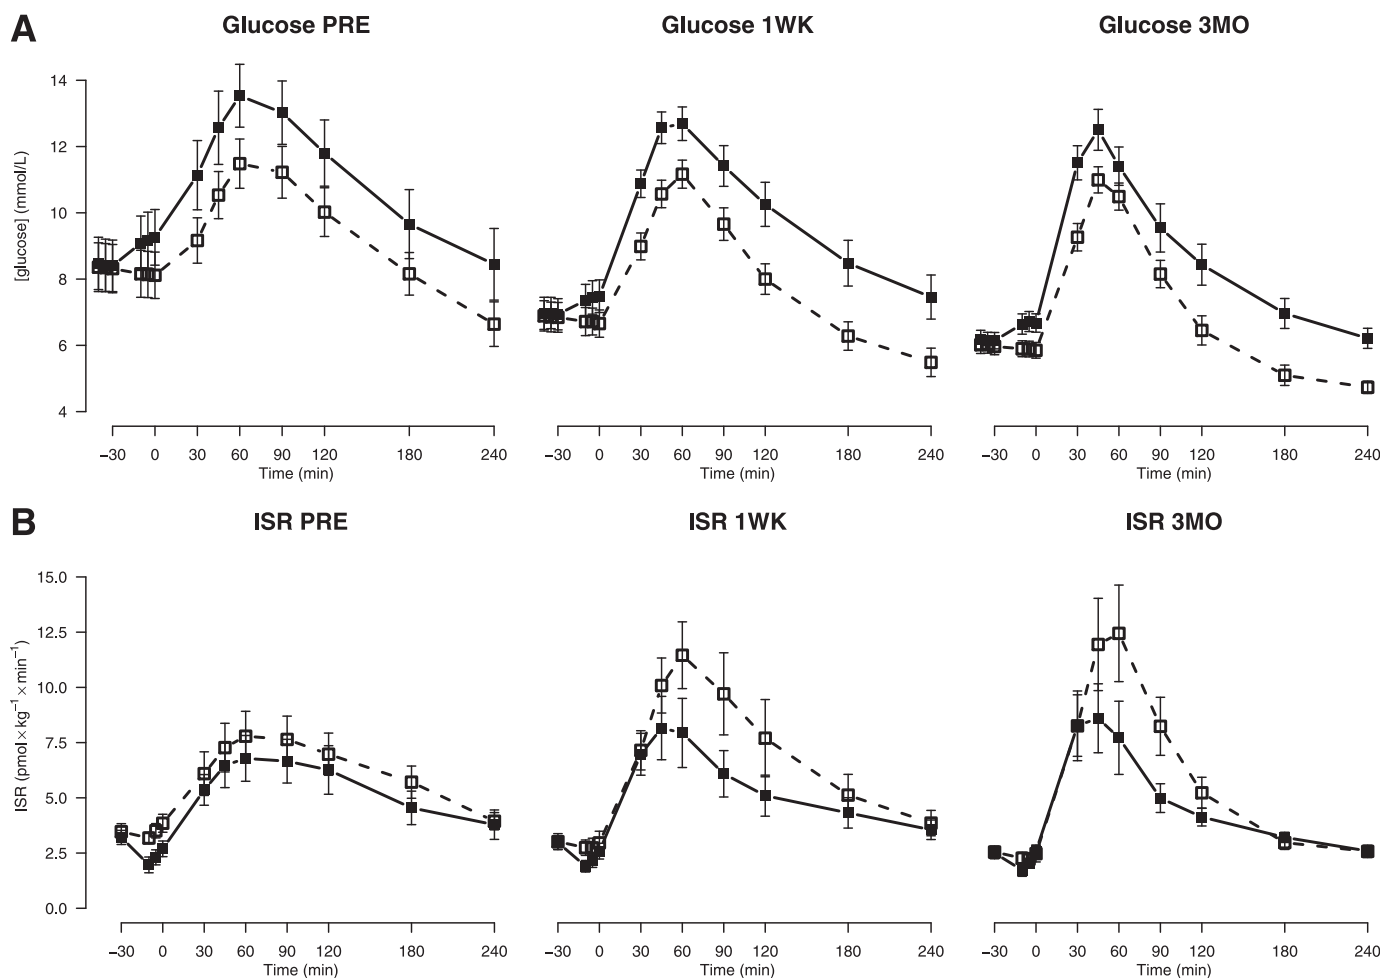 A
Glucose PRE
Glucose 1WK
Glucose 3MO
[glucose] (mmol/L)
14
12
10
8
6
4
−30 0 30 60 90 120 180 240
−30 0 30 60 90 120 180 240
−30 0 30 60 90 120 180 240
Time (min)
Time (min)
Time (min)
B
ISR PRE
ISR 1WK
ISR 3MO
ISR (pmol×kg⁻¹×min⁻¹)
15.0
12.5
10.0
7.5
5.0
2.5
0.0
−30 0 30 60 90 120 180 240
−30 0 30 60 90 120 180 240
−30 0 30 60 90 120 180 240
Time (min)
Time (min)
Time (min)